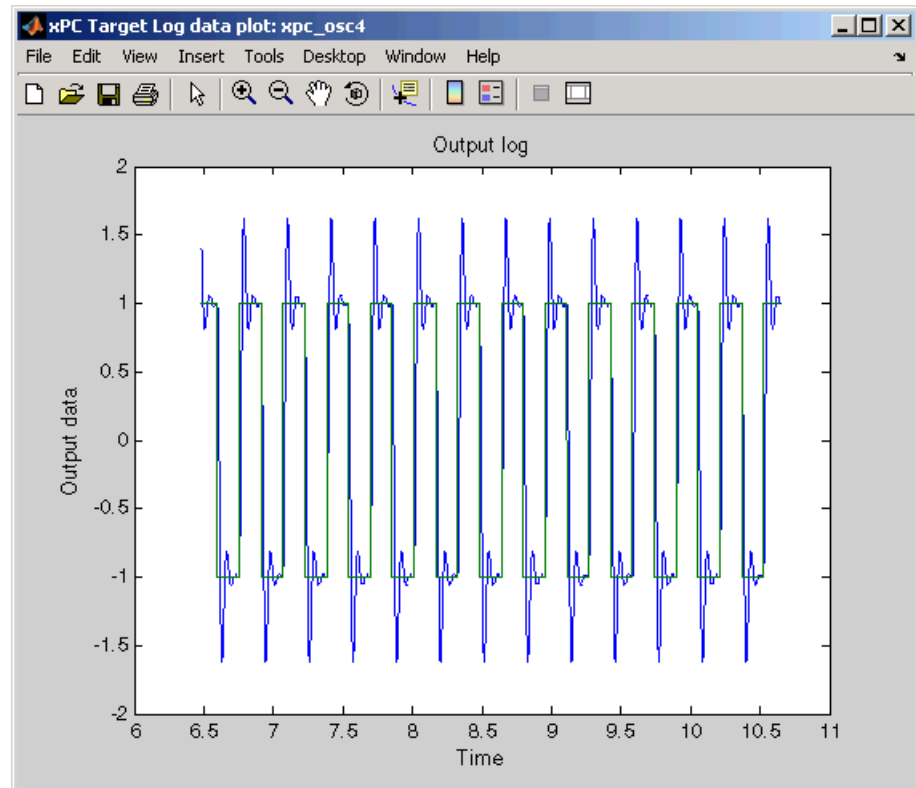 xPC Target Log data plot: xpc_osc4
File Edit View Insert Tools Desktop Window Help
Output log
2
1.5
1
0.5
0
-0.5
-1
-1.5
-2
Output data
6 6.5 7 7.5 8 8.5 9 9.5 10 10.5 11
Time